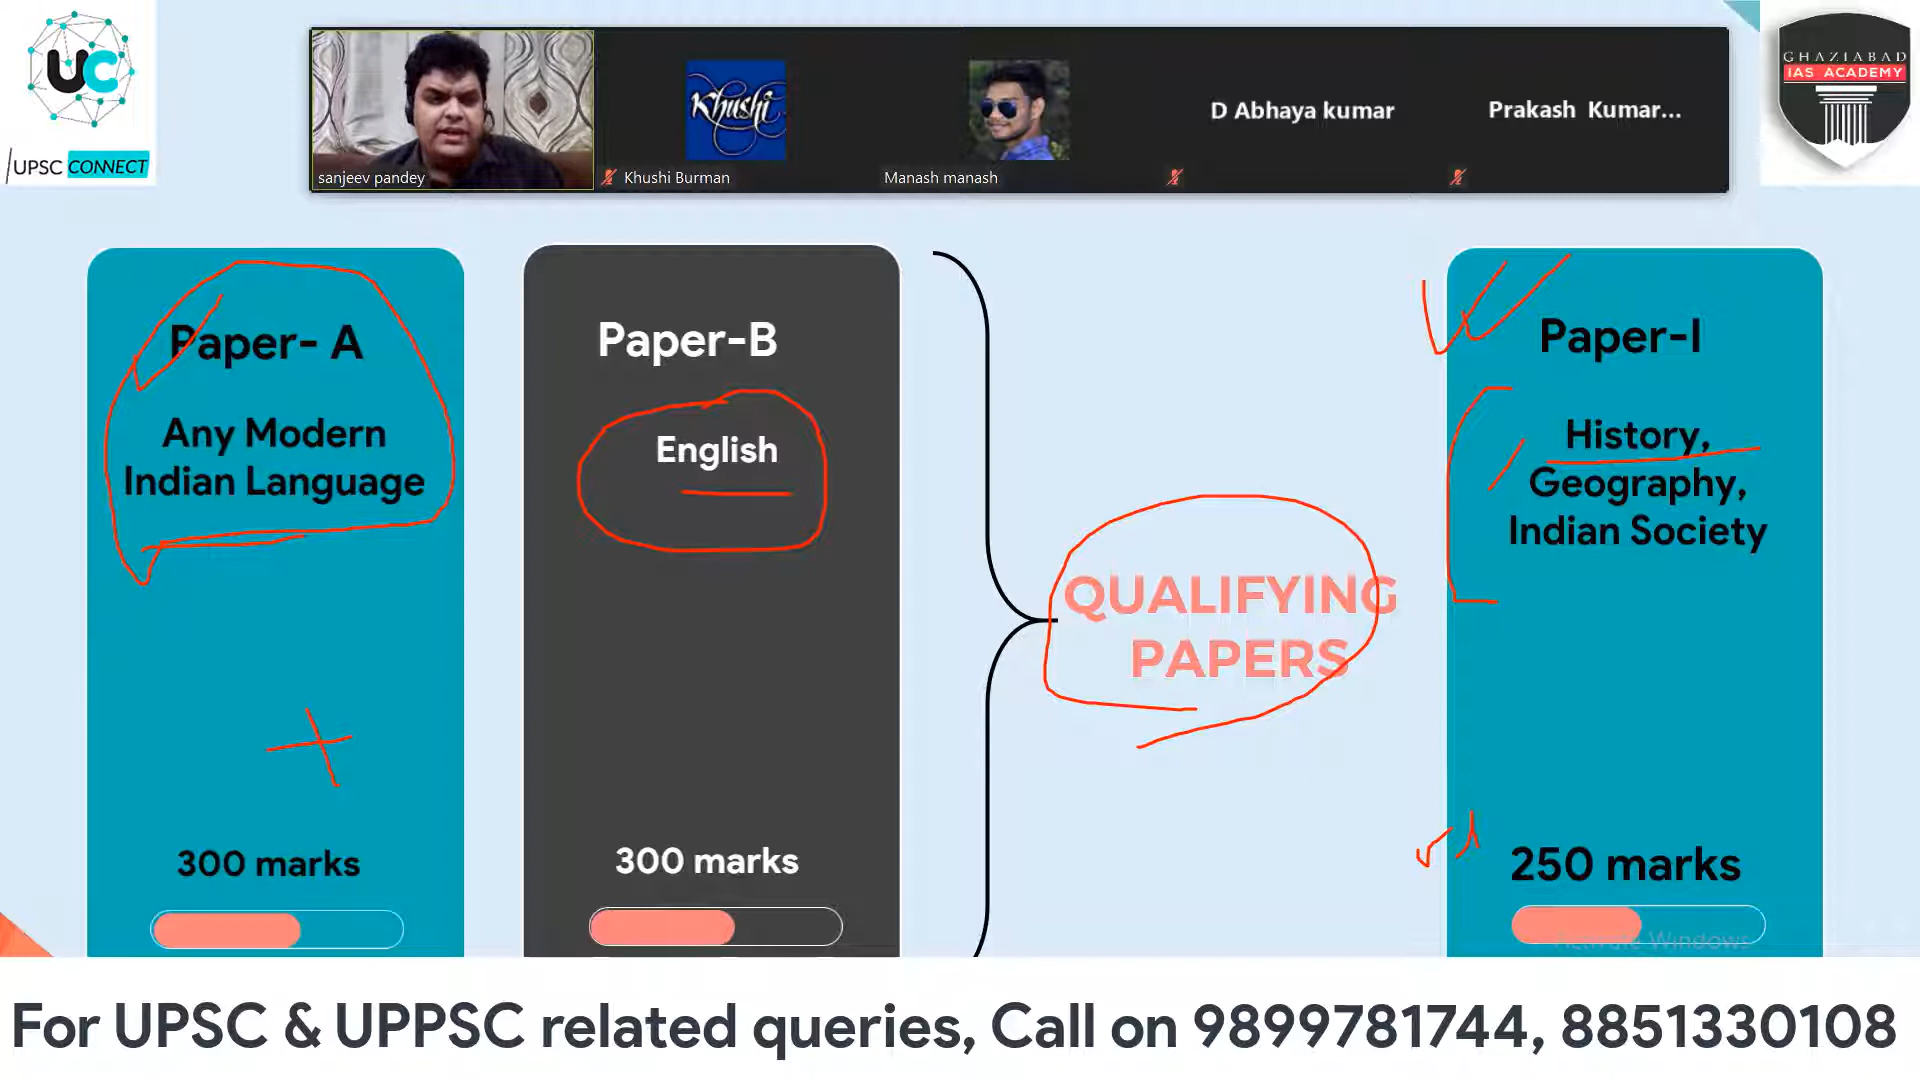 UC
UPSC CONNECT
sanjeev pandey
Khushi
Khushi Burman
Manash manash
D Abhaya kumar
Prakash Kumar...
GHAZIABAD
IAS ACADEMY
Paper- A
Any Modern
Indian Language
300 marks
Paper-B
English
300 marks
QUALIFYING
PAPERS
Paper-I
History,
Geography,
Indian Society
250 marks
Activate Windows
For UPSC & UPPSC related queries, Call on 9899781744, 8851330108